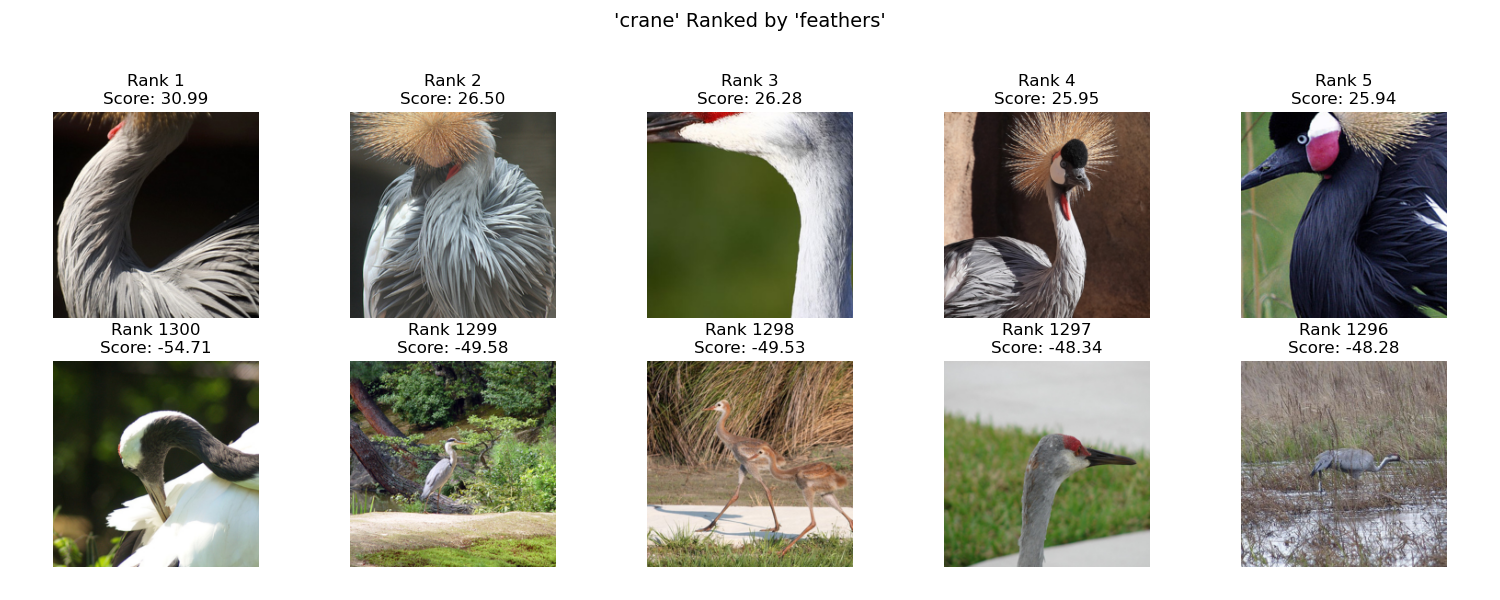 'crane' Ranked by 'feathers'
Rank 1
Score: 30.99
Rank 2
Score: 26.50
Rank 3
Score: 26.28
Rank 4
Score: 25.95
Rank 5
Score: 25.94
Rank 1300
Score: -54.71
Rank 1299
Score: -49.58
Rank 1298
Score: -49.53
Rank 1297
Score: -48.34
Rank 1296
Score: -48.28